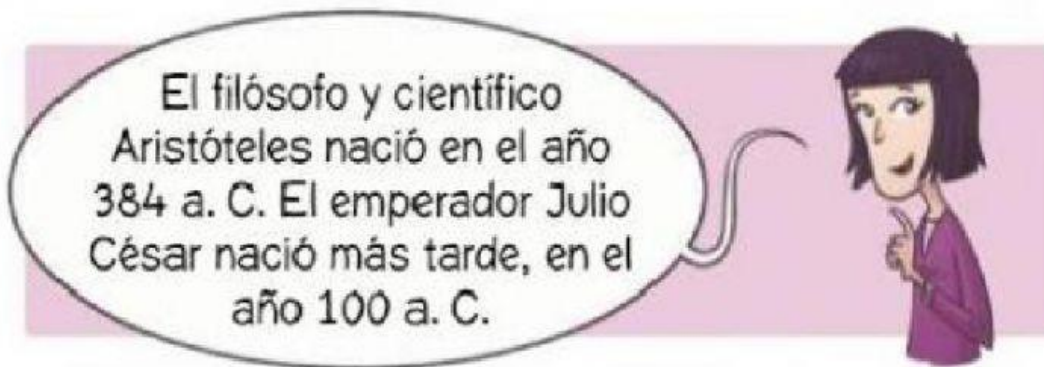 El filósofo y científico
Aristóteles nació en el año
384 a. C. El emperador Julio
César nació más tarde, en el
año 100 a. C.